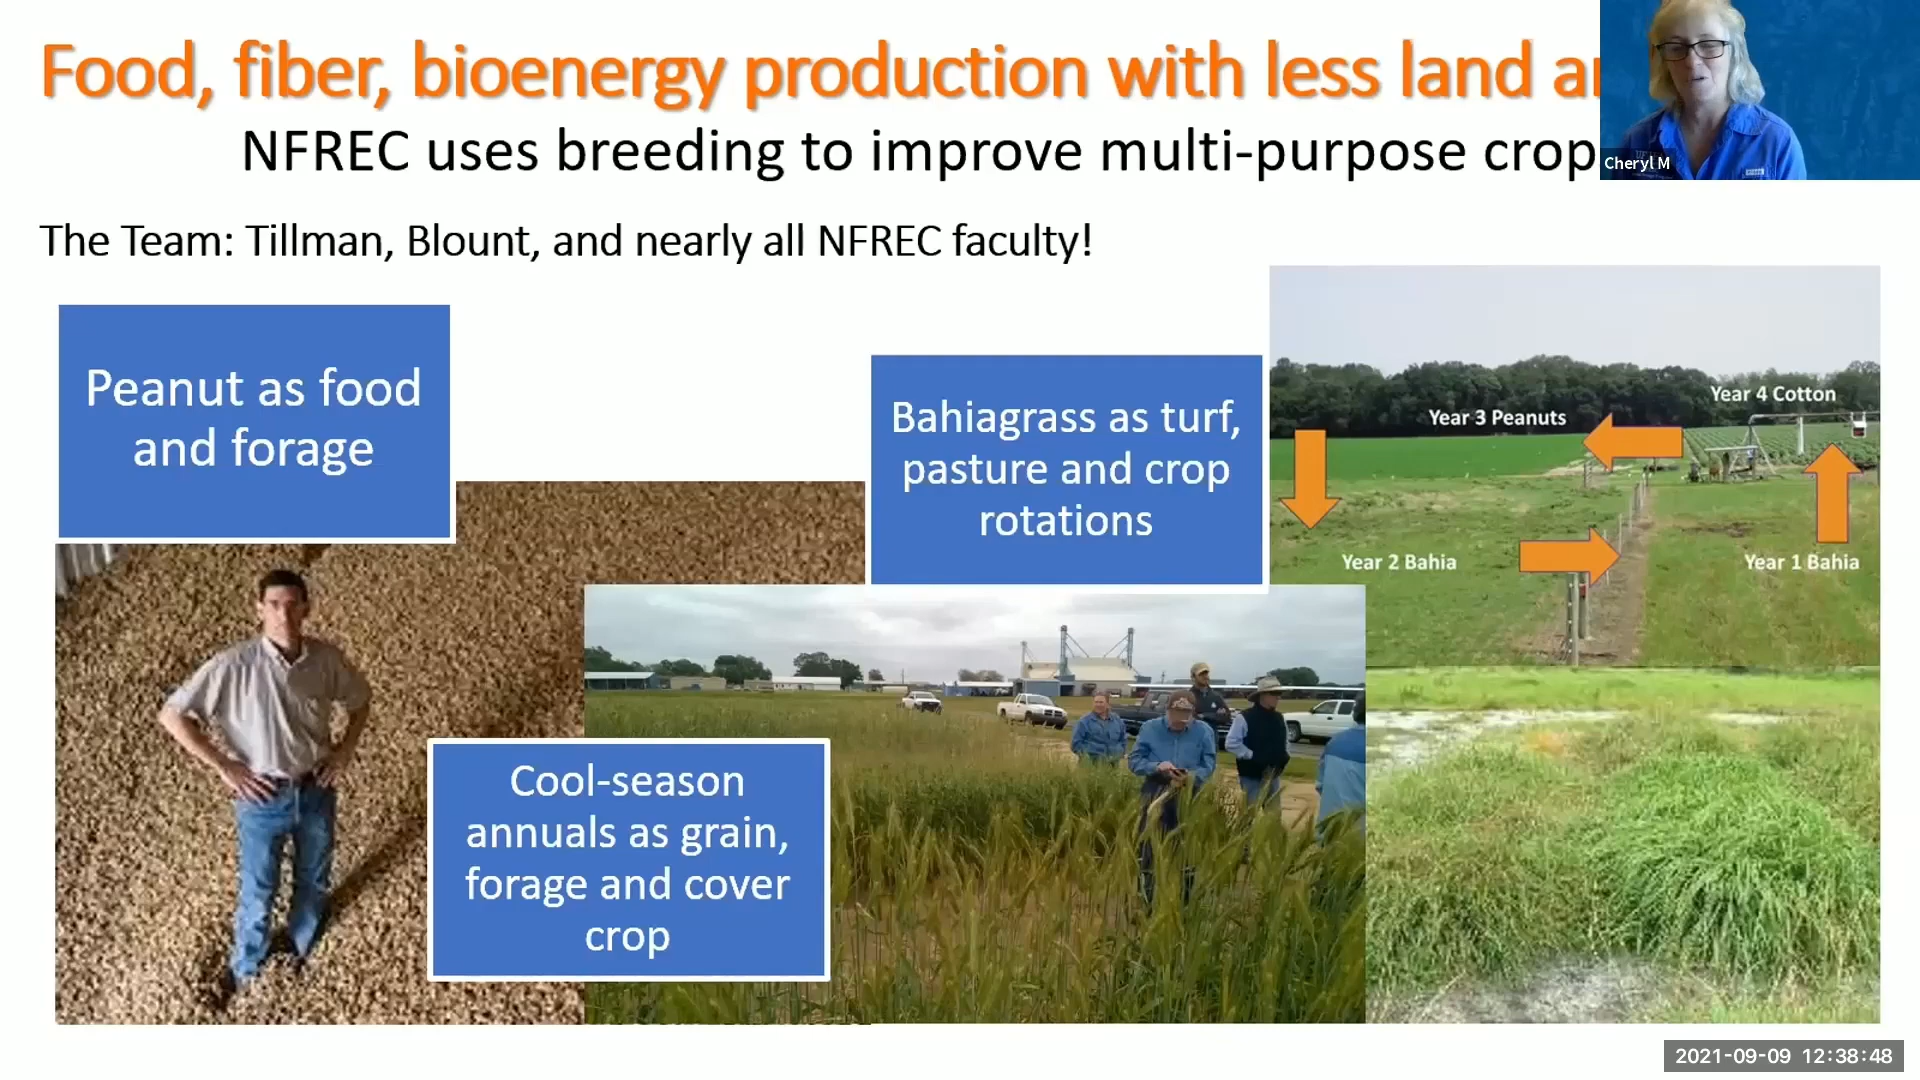 Food, fiber, bioenergy production with less land
NFREC uses breeding to improve multi-purpose crop
Cheryl M
The Team: Tillman, Blount, and nearly all NFREC faculty!
Peanut as food
and forage
Bahiagrass as turf,
pasture and crop
rotations
Year 4 Cotton
Year 3 Peanuts
Year 2 Bahia
Year 1 Bahia
Cool-season
annuals as grain,
forage and cover
crop
2021-09-09 12:38:48